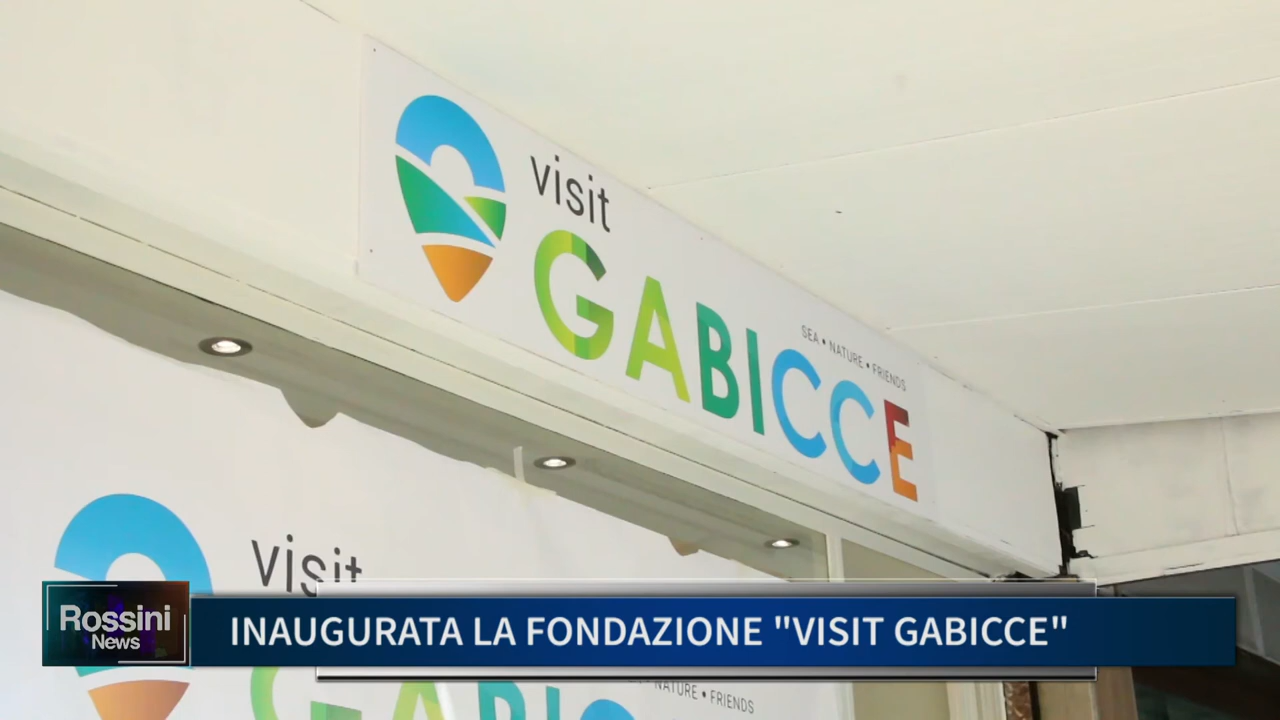 visit
GABICCE
SEA • NATURE • FRIENDS
visit
Rossini
News
INAUGURATA LA FONDAZIONE "VISIT GABICCE"
NATURE • FRIENDS